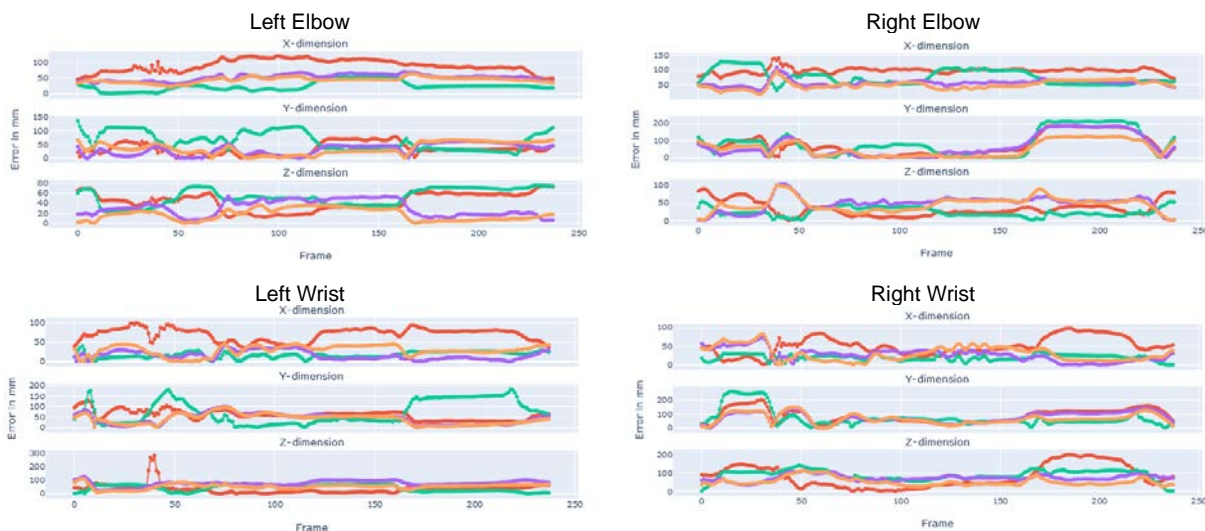 Left Elbow
X-dimension
100
50
0
Y-dimension
150
100
50
0
Z-dimension
80
60
40
20
0
0 50 100 150 200 250
Error in mm
Frame
Right Elbow
X-dimension
150
100
50
Y-dimension
200
100
0
Z-dimension
100
50
0
0 50 100 150 200 250
Error in mm
Frame
Left Wrist
X-dimension
100
50
0
Y-dimension
200
150
100
50
0
Z-dimension
300
200
100
0
0 50 100 150 200 250
Error in mm
Frame
Right Wrist
X-dimension
100
50
0
Y-dimension
200
100
0
Z-dimension
200
100
0
0 50 100 150 200 250
Error in mm
Frame